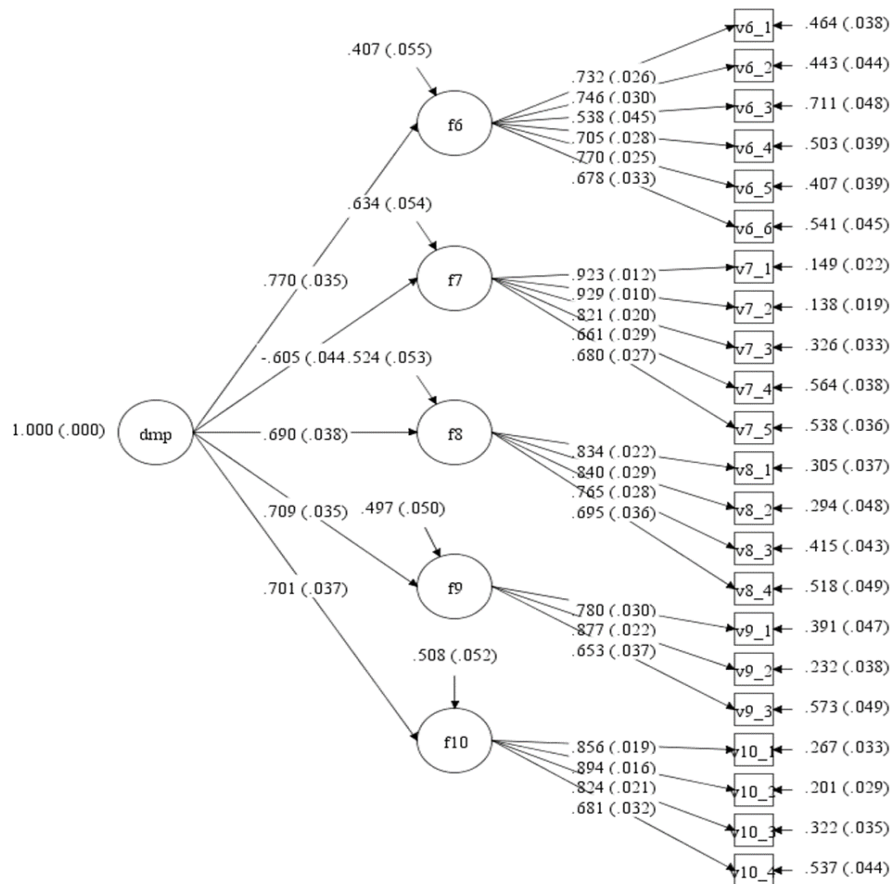 .407 (.055)
v6_1 .464 (.038)
.732 (.026)
v6_2 .443 (.044)
.746 (.030)
f6
.538 (.045)
v6_3 .711 (.048)
.705 (.028)
v6_4 .503 (.039)
.770 (.025)
.678 (.033)
v6_5 .407 (.039)
.634 (.054)
v6_6 .541 (.045)
.770 (.035)
f7
.923 (.012)
v7_1 .149 (.022)
.929 (.010)
v7_2 .138 (.019)
.821 (.020)
.661 (.029)
v7_3 .326 (.033)
-.605 (.044
.524 (.053)
.680 (.027)
v7_4 .564 (.038)
v7_5 .538 (.036)
1.000 (.000)
dmp
.690 (.038)
f8
.834 (.022)
v8_1 .305 (.037)
.840 (.029)
v8_2 .294 (.048)
.765 (.028)
.709 (.035)
.497 (.050)
.695 (.036)
v8_3 .415 (.043)
.701 (.037)
f9
v8_4 .518 (.049)
.780 (.030)
v9_1 .391 (.047)
.877 (.022)
.508 (.052)
.653 (.037)
v9_2 .232 (.038)
v9_3 .573 (.049)
f10
.856 (.019)
v10_1 .267 (.033)
.894 (.016)
v10_2 .201 (.029)
.824 (.021)
.681 (.032)
v10_3 .322 (.035)
v10_4 .537 (.044)